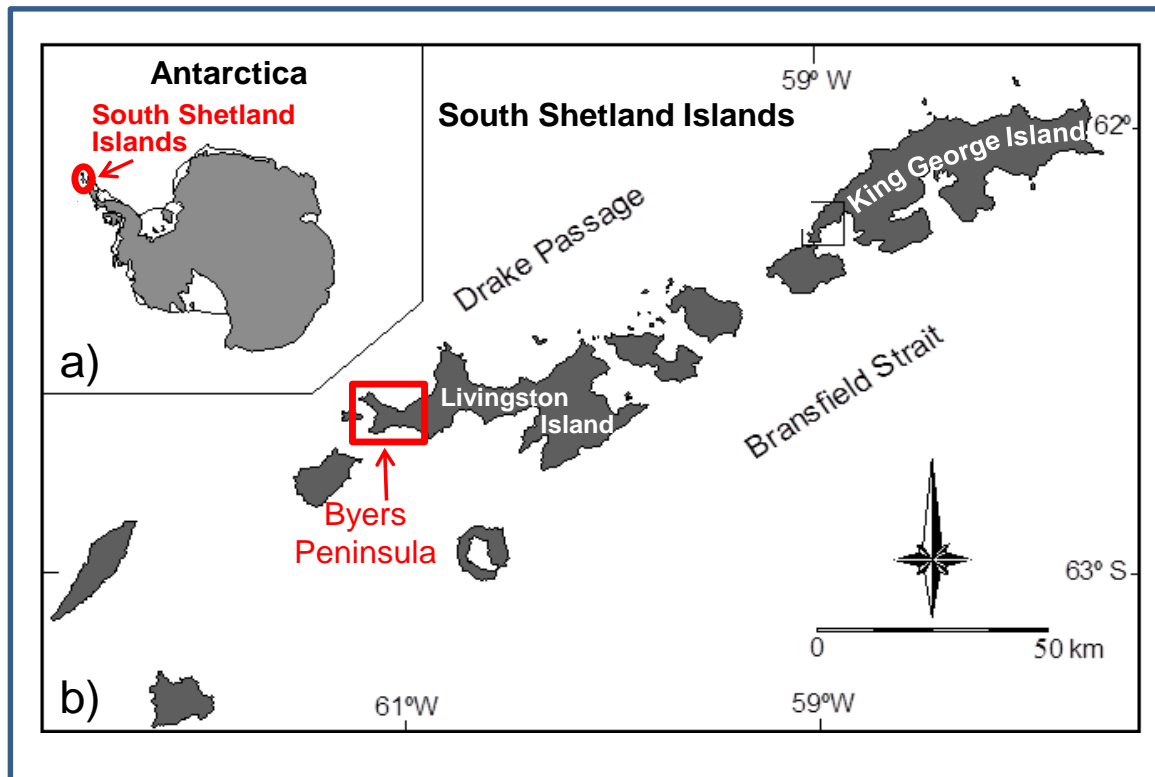 Antarctica
South Shetland
Islands
a)
59º W
South Shetland Islands
62º
King George Island
Drake Passage
Livingston
Island
Bransfield Strait
Byers
Peninsula
63º S
0
50 km
b)
61ºW
59º W